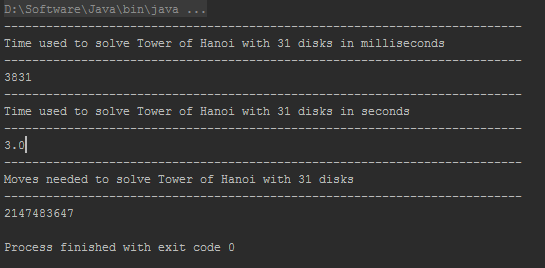 D:\Software\Java\bin\java ...
--------------------------------------------------------------------------
Time used to solve Tower of Hanoi with 31 disks in milliseconds
--------------------------------------------------------------------------
3831
--------------------------------------------------------------------------
Time used to solve Tower of Hanoi with 31 disks in seconds
--------------------------------------------------------------------------
3.0
--------------------------------------------------------------------------
Moves needed to solve Tower of Hanoi with 31 disks
--------------------------------------------------------------------------
2147483647
Process finished with exit code 0